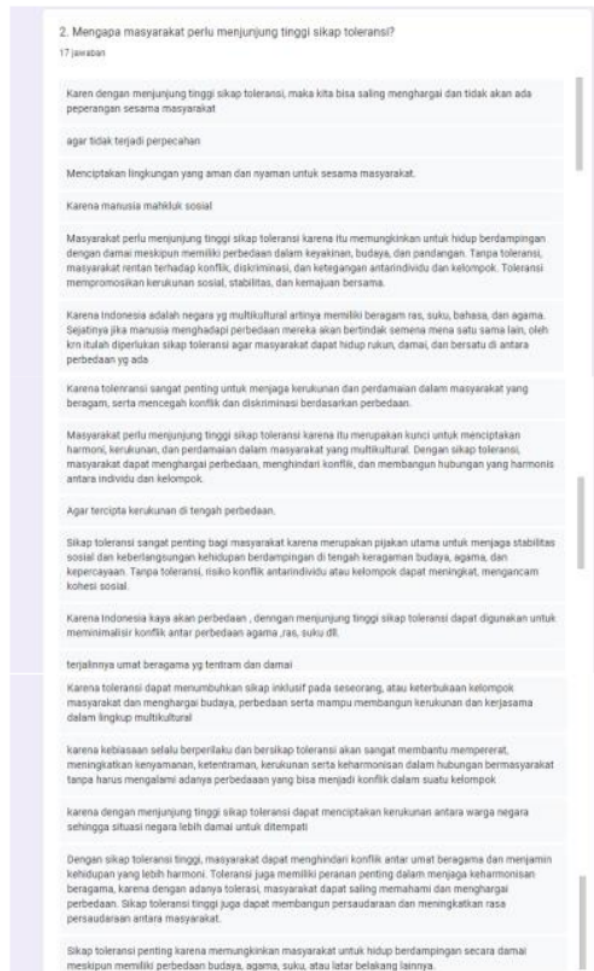 2. Mengapa masyarakat perlu menjunjung tinggi sikap toleransi?
17 jawaban
Karen dengan menjunjung tinggi sikap toleransi, maka kita bisa saling menghargai dan tidak akan ada
peperangan sesama masyarakat
agar tidak terjadi perpecahan
Menciptakan lingkungan yang aman dan nyaman untuk sesama masyarakat.
Karena manusia mahkluk sosial
Masyarakat perlu menjunjung tinggi sikap toleransi karena itu memungkinkan untuk hidup berdampingan
dengan damai meskipun memiliki perbedaan dalam keyakinan, budaya, dan pandangan. Tanpa toleransi,
masyarakat rentan terhadap konflik, diskriminasi, dan ketegangan antarindividu dan kelompok. Toleransi
mempromosikan kerukunan sosial, stabilitas, dan kemajuan bersama.
Karena Indonesia adalah negara yg multikultural artinya memiliki beragam ras, suku, bahasa, dan agama.
Sejatinya jika manusia menghadapi perbedaan mereka akan bertindak semena mena satu sama lain, oleh
krn itulah diperlukan sikap toleransi agar masyarakat dapat hidup rukun, damai, dan bersatu di antara
perbedaan yg ada
Karena tolenransi sangat penting untuk menjaga kerukunan dan perdamaian dalam masyarakat yang
beragam, serta mencegah konflik dan diskriminasi berdasarkan perbedaan.
Masyarakat perlu menjunjung tinggi sikap toleransi karena itu merupakan kunci untuk menciptakan
harmoni, kerukunan, dan perdamaian dalam masyarakat yang multikultural. Dengan sikap toleransi,
masyarakat dapat menghargai perbedaan, menghindari konflik, dan membangun hubungan yang harmonis
antara individu dan kelompok.
Agar tercipta kerukunan di tengah perbedaan.
Sikap toleransi sangat penting bagi masyarakat karena merupakan pijakan utama untuk menjaga stabilitas
sosial dan keberlangsungan kehidupan berdampingan di tengah keragaman budaya, agama, dan
kepercayaan. Tanpa toleransi, risiko konflik antarindividu atau kelompok dapat meningkat, mengancam
kohesi sosial.
Karena Indonesia kaya akan perbedaan , denngan menjunjung tinggi sikap toleransi dapat digunakan untuk
meminimalisir konflik antar perbedaan agama ,ras, suku dll.
terjalinnya umat beragama yg tentram dan damai
Karena toleransi dapat menumbuhkan sikap inklusif pada seseorang, atau keterbukaan kelompok
masyarakat dan menghargai budaya, perbedaan serta mampu membangun kerukunan dan kerjasama
dalam lingkup multikultural
karena kebiasaan selalu berperilaku dan bersikap toleransi akan sangat membantu mempererat,
meningkatkan kenyamanan, ketentraman, kerukunan serta keharmonisan dalam hubungan bermasyarakat
tanpa harus mengalami adanya perbedaaan yang bisa menjadi konflik dalam suatu kelompok
karena dengan menjunjung tinggi sikap toleransi dapat menciptakan kerukunan antara warga negara
sehingga situasi negara lebih damai untuk ditempati
Dengan sikap toleransi tinggi, masyarakat dapat menghindari konflik antar umat beragama dan menjamin
kehidupan yang lebih harmoni. Toleransi juga memiliki peranan penting dalam menjaga keharmonisan
beragama, karena dengan adanya tolerasi, masyarakat dapat saling memahami dan menghargai
perbedaan. Sikap toleransi tinggi juga dapat membangun persaudaraan dan meningkatkan rasa
persaudaraan antara masyarakat.
Sikap toleransi penting karena memungkinkan masyarakat untuk hidup berdampingan secara damai
meskipun memiliki perbedaan budaya, agama, suku, atau latar belakang lainnya.